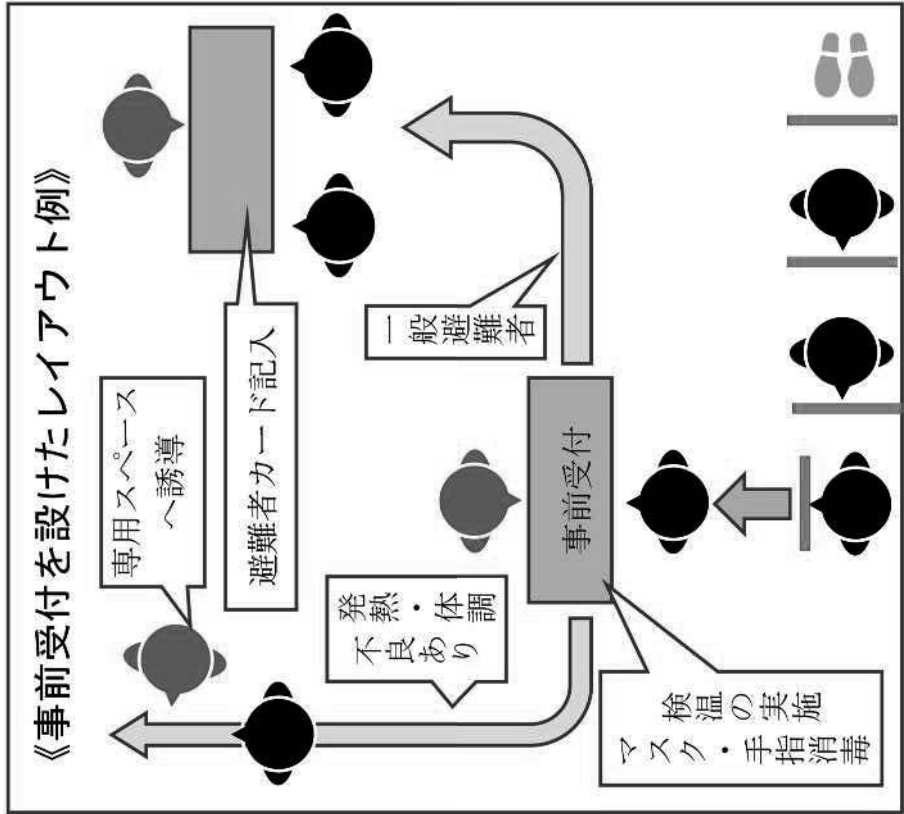 《事前受付を設けたレイアウト例》
専用スペース
へ誘導
避難者カード記入
一般避
難者
発熱・体調
不良あり
事前受付
検温の実施
マスク・手指消毒